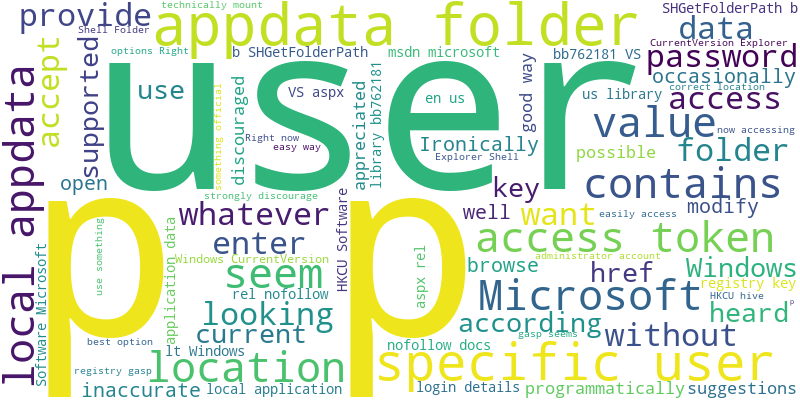 technically mount
SHGetFolderPath b
provide
appdata folder
data
Shell Folder
CurrentVersion Explorer
options Right
b SHGetFolderPath
msdn microsoft
bb762181 VS
password
correct location
accept
supported
user
use
VS aspx
discouraged
something official
appreciated
library bb762181
en us
good way
us library
occasionally
access
value
now accessing
Right now
easy way
Ironically
Explorer Shell
possible
folder
local appdata
open
strongly discourage
key
contains
whatever
HKCU Software
well
want
modify
use something
easily access
p p
enter
application data
aspx rel
access token
administrator account
Windows CurrentVersion
seem
browse
href
Windows
Software Microsoft
rel nofollow
Microsoft
registry key
HKCU hive
p
looking
according
heard
current
gasp seems
without
best option
lt Windows
nofollow docs
location
specific user
registry gasp
inaccurate
local application
login details
programmatically
suggestions